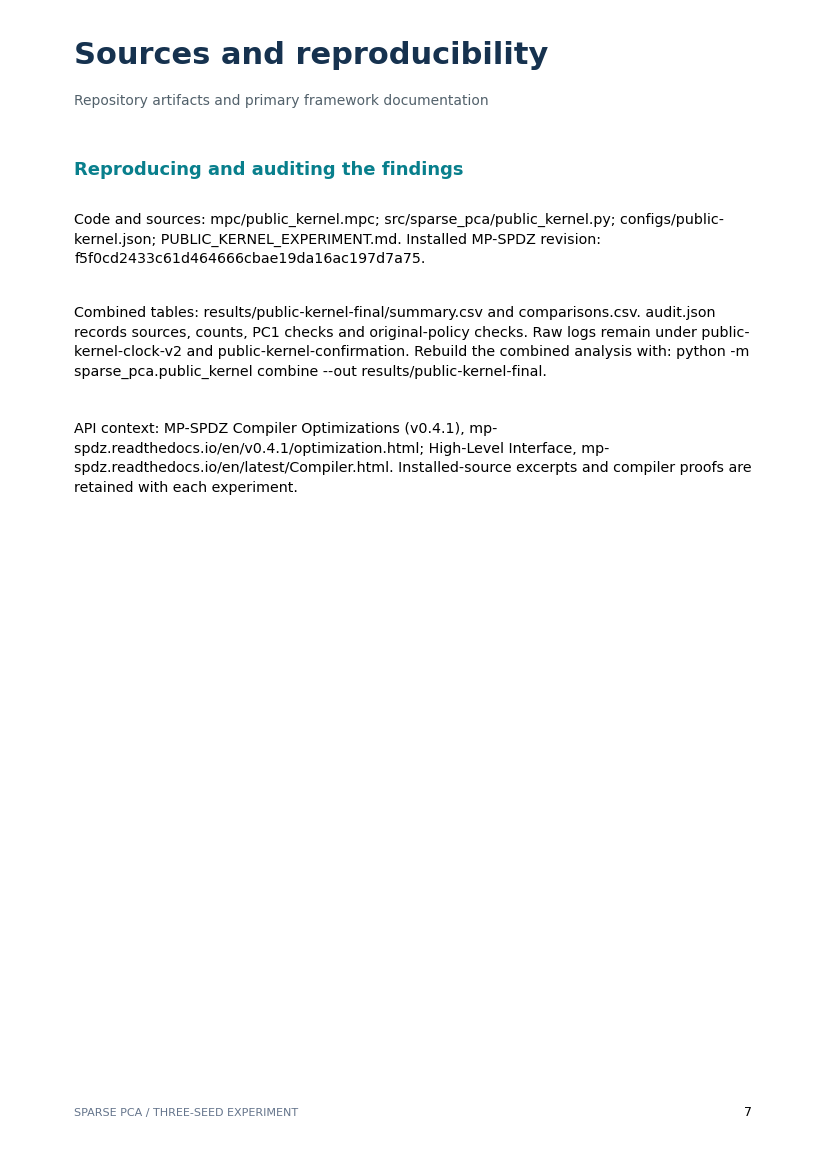 Sources and reproducibility
Repository artifacts and primary framework documentation
Reproducing and auditing the findings
Code and sources: mpc/public_kernel.mpc; src/sparse_pca/public_kernel.py; configs/public-
kernel.json; PUBLIC_KERNEL_EXPERIMENT.md. Installed MP-SPDZ revision:
f5f0cd2433c61d464666cbae19da16ac197d7a75.
Combined tables: results/public-kernel-final/summary.csv and comparisons.csv. audit.json
records sources, counts, PC1 checks and original-policy checks. Raw logs remain under public-
kernel-clock-v2 and public-kernel-confirmation. Rebuild the combined analysis with: python -m
sparse_pca.public_kernel combine --out results/public-kernel-final.
API context: MP-SPDZ Compiler Optimizations (v0.4.1), mp-
spdz.readthedocs.io/en/v0.4.1/optimization.html; High-Level Interface, mp-
spdz.readthedocs.io/en/latest/Compiler.html. Installed-source excerpts and compiler proofs are
retained with each experiment.
SPARSE PCA / THREE-SEED EXPERIMENT
7